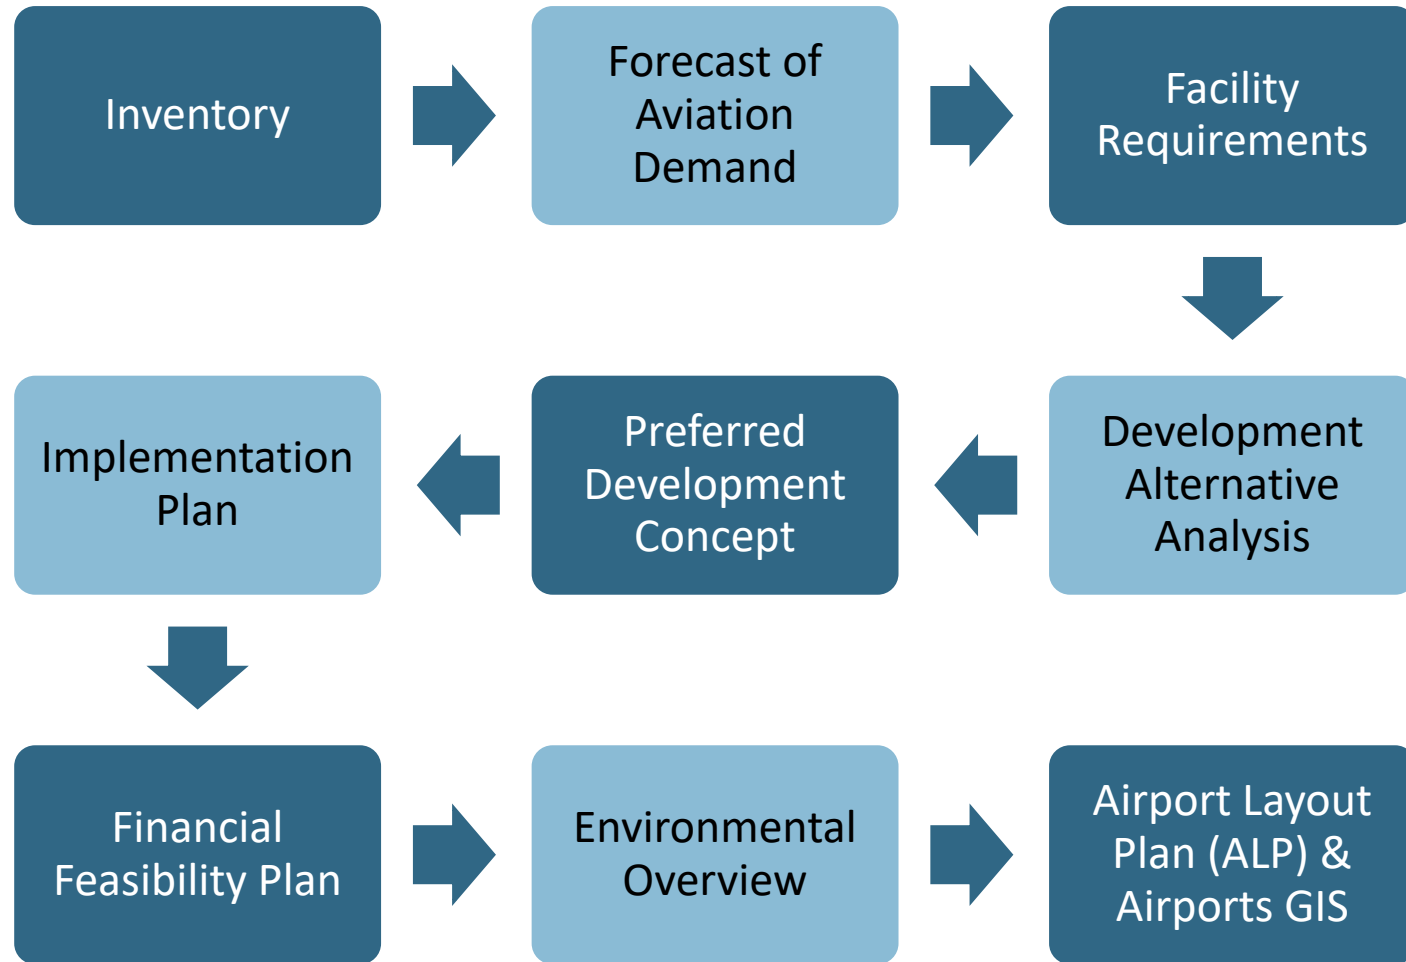 Inventory
Forecast of
Aviation
Demand
Facility
Requirements
Development
Alternative
Analysis
Preferred
Development
Concept
Implementation
Plan
Financial
Feasibility Plan
Environmental
Overview
Airport Layout
Plan (ALP) &
Airports GIS